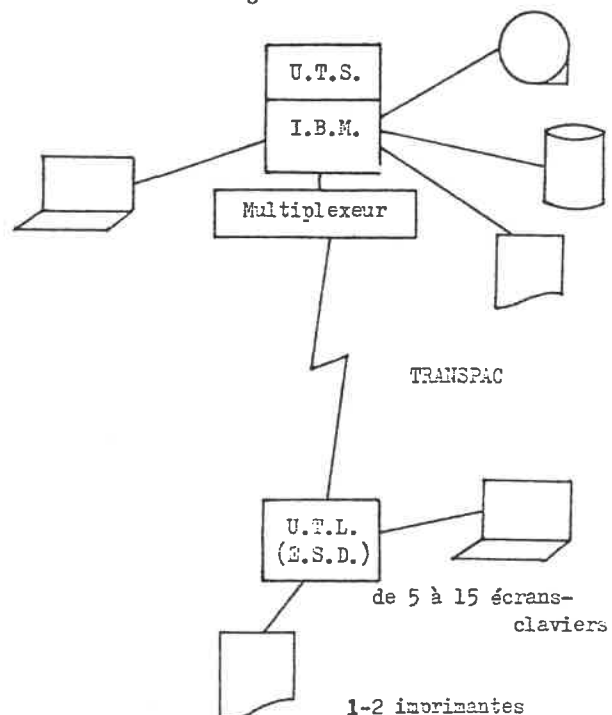 U.T.S.
I.B.M.
Multiplexeur
TRANSPAC
U.T.L.
(E.S.D.)
de 5 à 15 écrans-
claviers
1-2 imprimantes